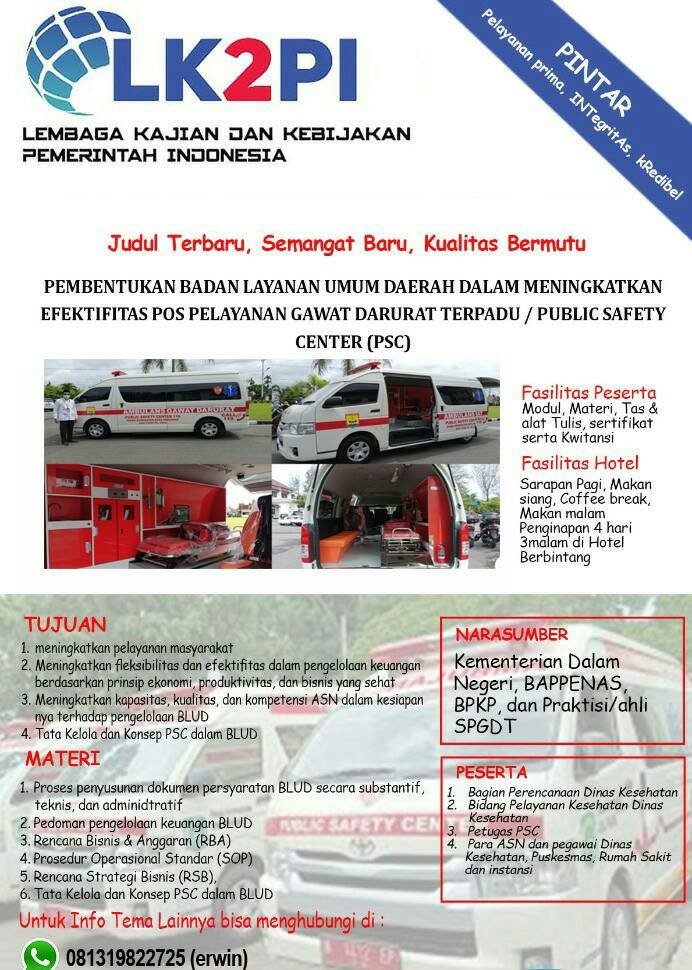 LK2PI
LEMBAGA KAJIAN DAN KEBIJAKAN
PEMERINTAH INDONESIA
PINTAR
Pelayanan prima, INTegritAs, kRedibel
Judul Terbaru, Semangat Baru, Kualitas Bermutu
PEMBENTUKAN BADAN LAYANAN UMUM DAERAH DALAM MENINGKATKAN
EFEKTIFITAS POS PELAYANAN GAWAT DARURAT TERPADU / PUBLIC SAFETY
CENTER (PSC)
AMBULANS GAWAT DARURAT
PUBLIC SAFETY CENTER 119
Fasilitas Peserta
Modul, Materi, Tas &
alat Tulis, sertifikat
serta Kwitansi
Fasilitas Hotel
Sarapan Pagi, Makan
siang, Coffee break,
Makan malam
Penginapan 4 hari
3malam di Hotel
Berbintang
TUJUAN
1. meningkatkan pelayanan masyarakat
2. Meningkatkan fleksibilitas dan efektifitas dalam pengelolaan keuangan
berdasarkan prinsip ekonomi, produktivitas, dan bisnis yang sehat
3. Meningkatkan kapasitas, kualitas, dan kompetensi ASN dalam kesiapan
nya terhadap pengelolaan BLUD
4. Tata Kelola dan Konsep PSC dalam BLUD
MATERI
1. Proses penyusunan dokumen persyaratan BLUD secara substantif,
teknis, dan adminidtratif
2. Pedoman pengelolaan keuangan BLUD
3. Rencana Bisnis & Anggaran (RBA)
4. Prosedur Operasional Standar (SOP)
5. Rencana Strategi Bisnis (RSB),
6. Tata Kelola dan Konsep PSC dalam BLUD
NARASUMBER
Kementerian Dalam
Negeri, BAPPENAS,
BPKP, dan Praktisi/ahli
SPGDT
PESERTA
1. Bagian Perencanaan Dinas Kesehatan
2. Bidang Pelayanan Kesehatan Dinas
Kesehatan
3. Petugas PSC
4. Para ASN dan pegawai Dinas
Kesehatan, Puskesmas, Rumah Sakit
dan instansi
PUBLIC SAFETY CENTER
Untuk Info Tema Lainnya bisa menghubungi di :
081319822725 (erwin)